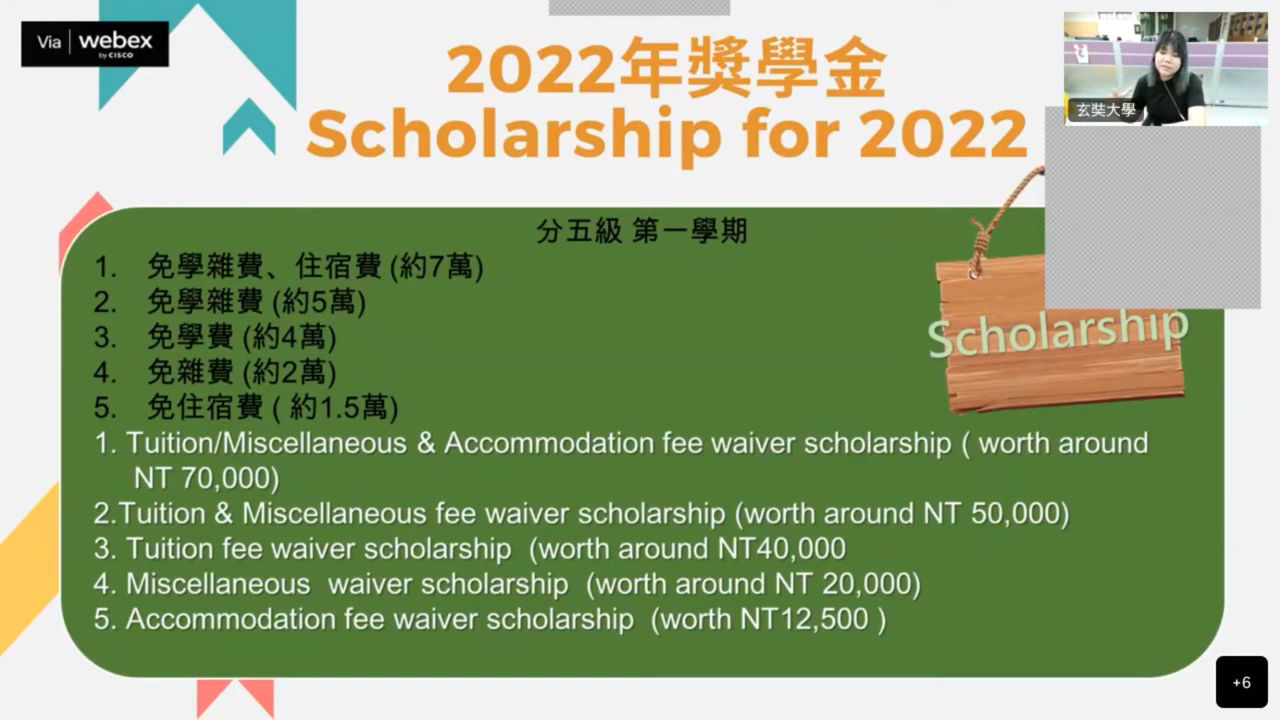 Via webex
by CISCO
2022年獎學金
Scholarship for 2022
玄奘大學
分五級 第一學期
1. 免學雜費、住宿費 (約7萬)
2. 免學雜費 (約5萬)
3. 免學費 (約4萬)
4. 免雜費 (約2萬)
5. 免住宿費 ( 約1.5萬)
Scholarship
1. Tuition/Miscellaneous & Accommodation fee waiver scholarship ( worth around
NT 70,000)
2.Tuition & Miscellaneous fee waiver scholarship (worth around NT 50,000)
3. Tuition fee waiver scholarship (worth around NT40,000
4. Miscellaneous waiver scholarship (worth around NT 20,000)
5. Accommodation fee waiver scholarship (worth NT12,500 )
+6